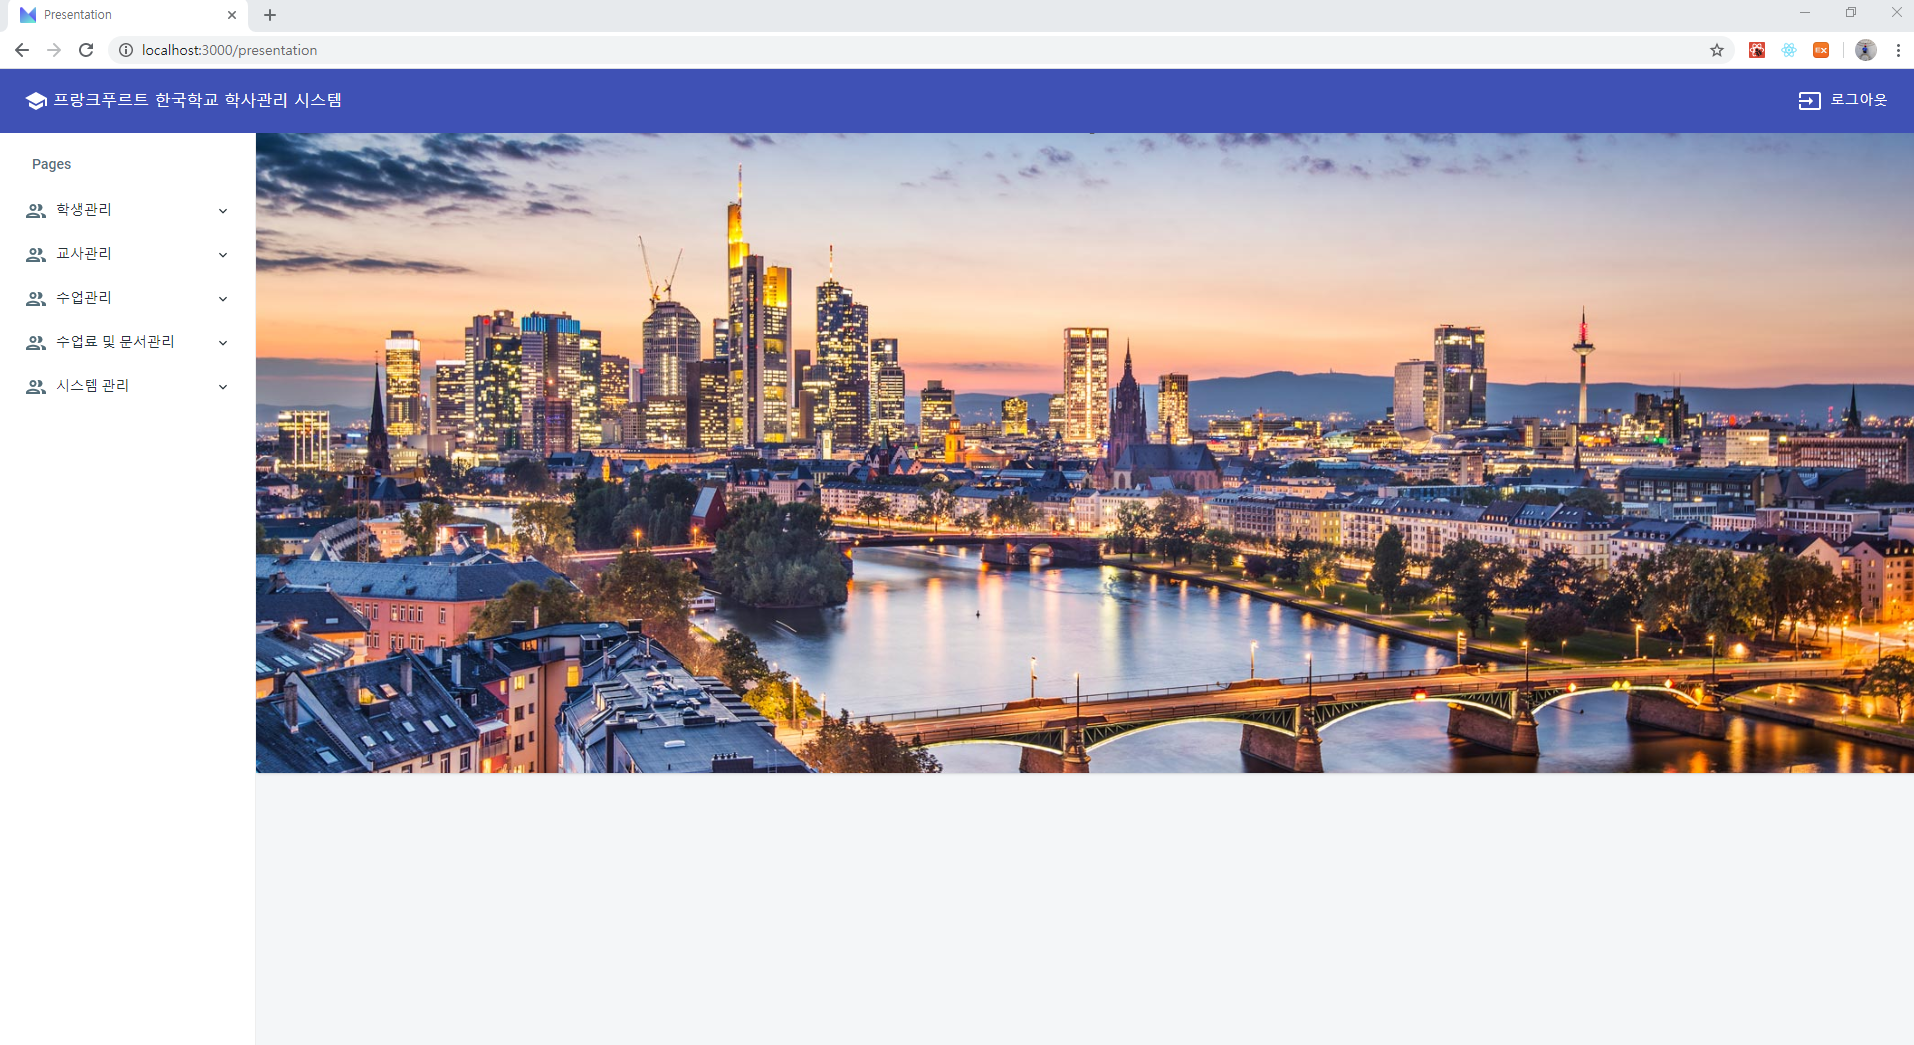 Presentation
localhost:3000/presentation
프랑크푸르트 한국학교 학사관리 시스템
로그아웃
Pages
학생관리
교사관리
수업관리
수업료 및 문서관리
시스템 관리